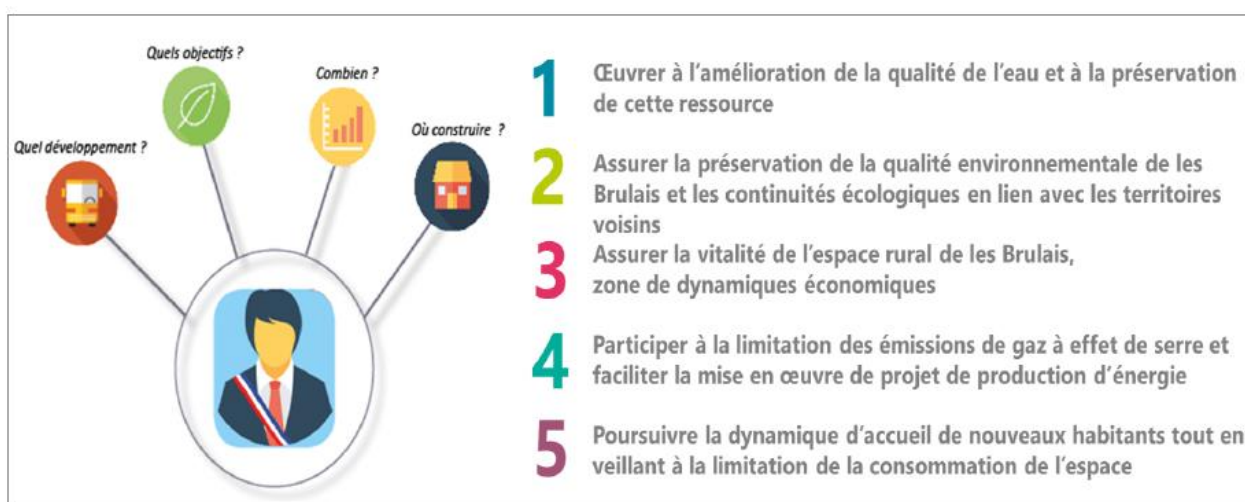 Quels objectifs ?
Combien ?
Quel développement ?
Où construire ?
1
Œuvrer à l'amélioration de la qualité de l'eau et à la préservation
de cette ressource
2
Assurer la préservation de la qualité environnementale de les
Brulais et les continuités écologiques en lien avec les territoires
voisins
3
Assurer la vitalité de l'espace rural de les Brulais,
zone de dynamiques économiques
4
Participer à la limitation des émissions de gaz à effet de serre et
faciliter la mise en œuvre de projet de production d'énergie
5
Poursuivre la dynamique d'accueil de nouveaux habitants tout en
veillant à la limitation de la consommation de l'espace